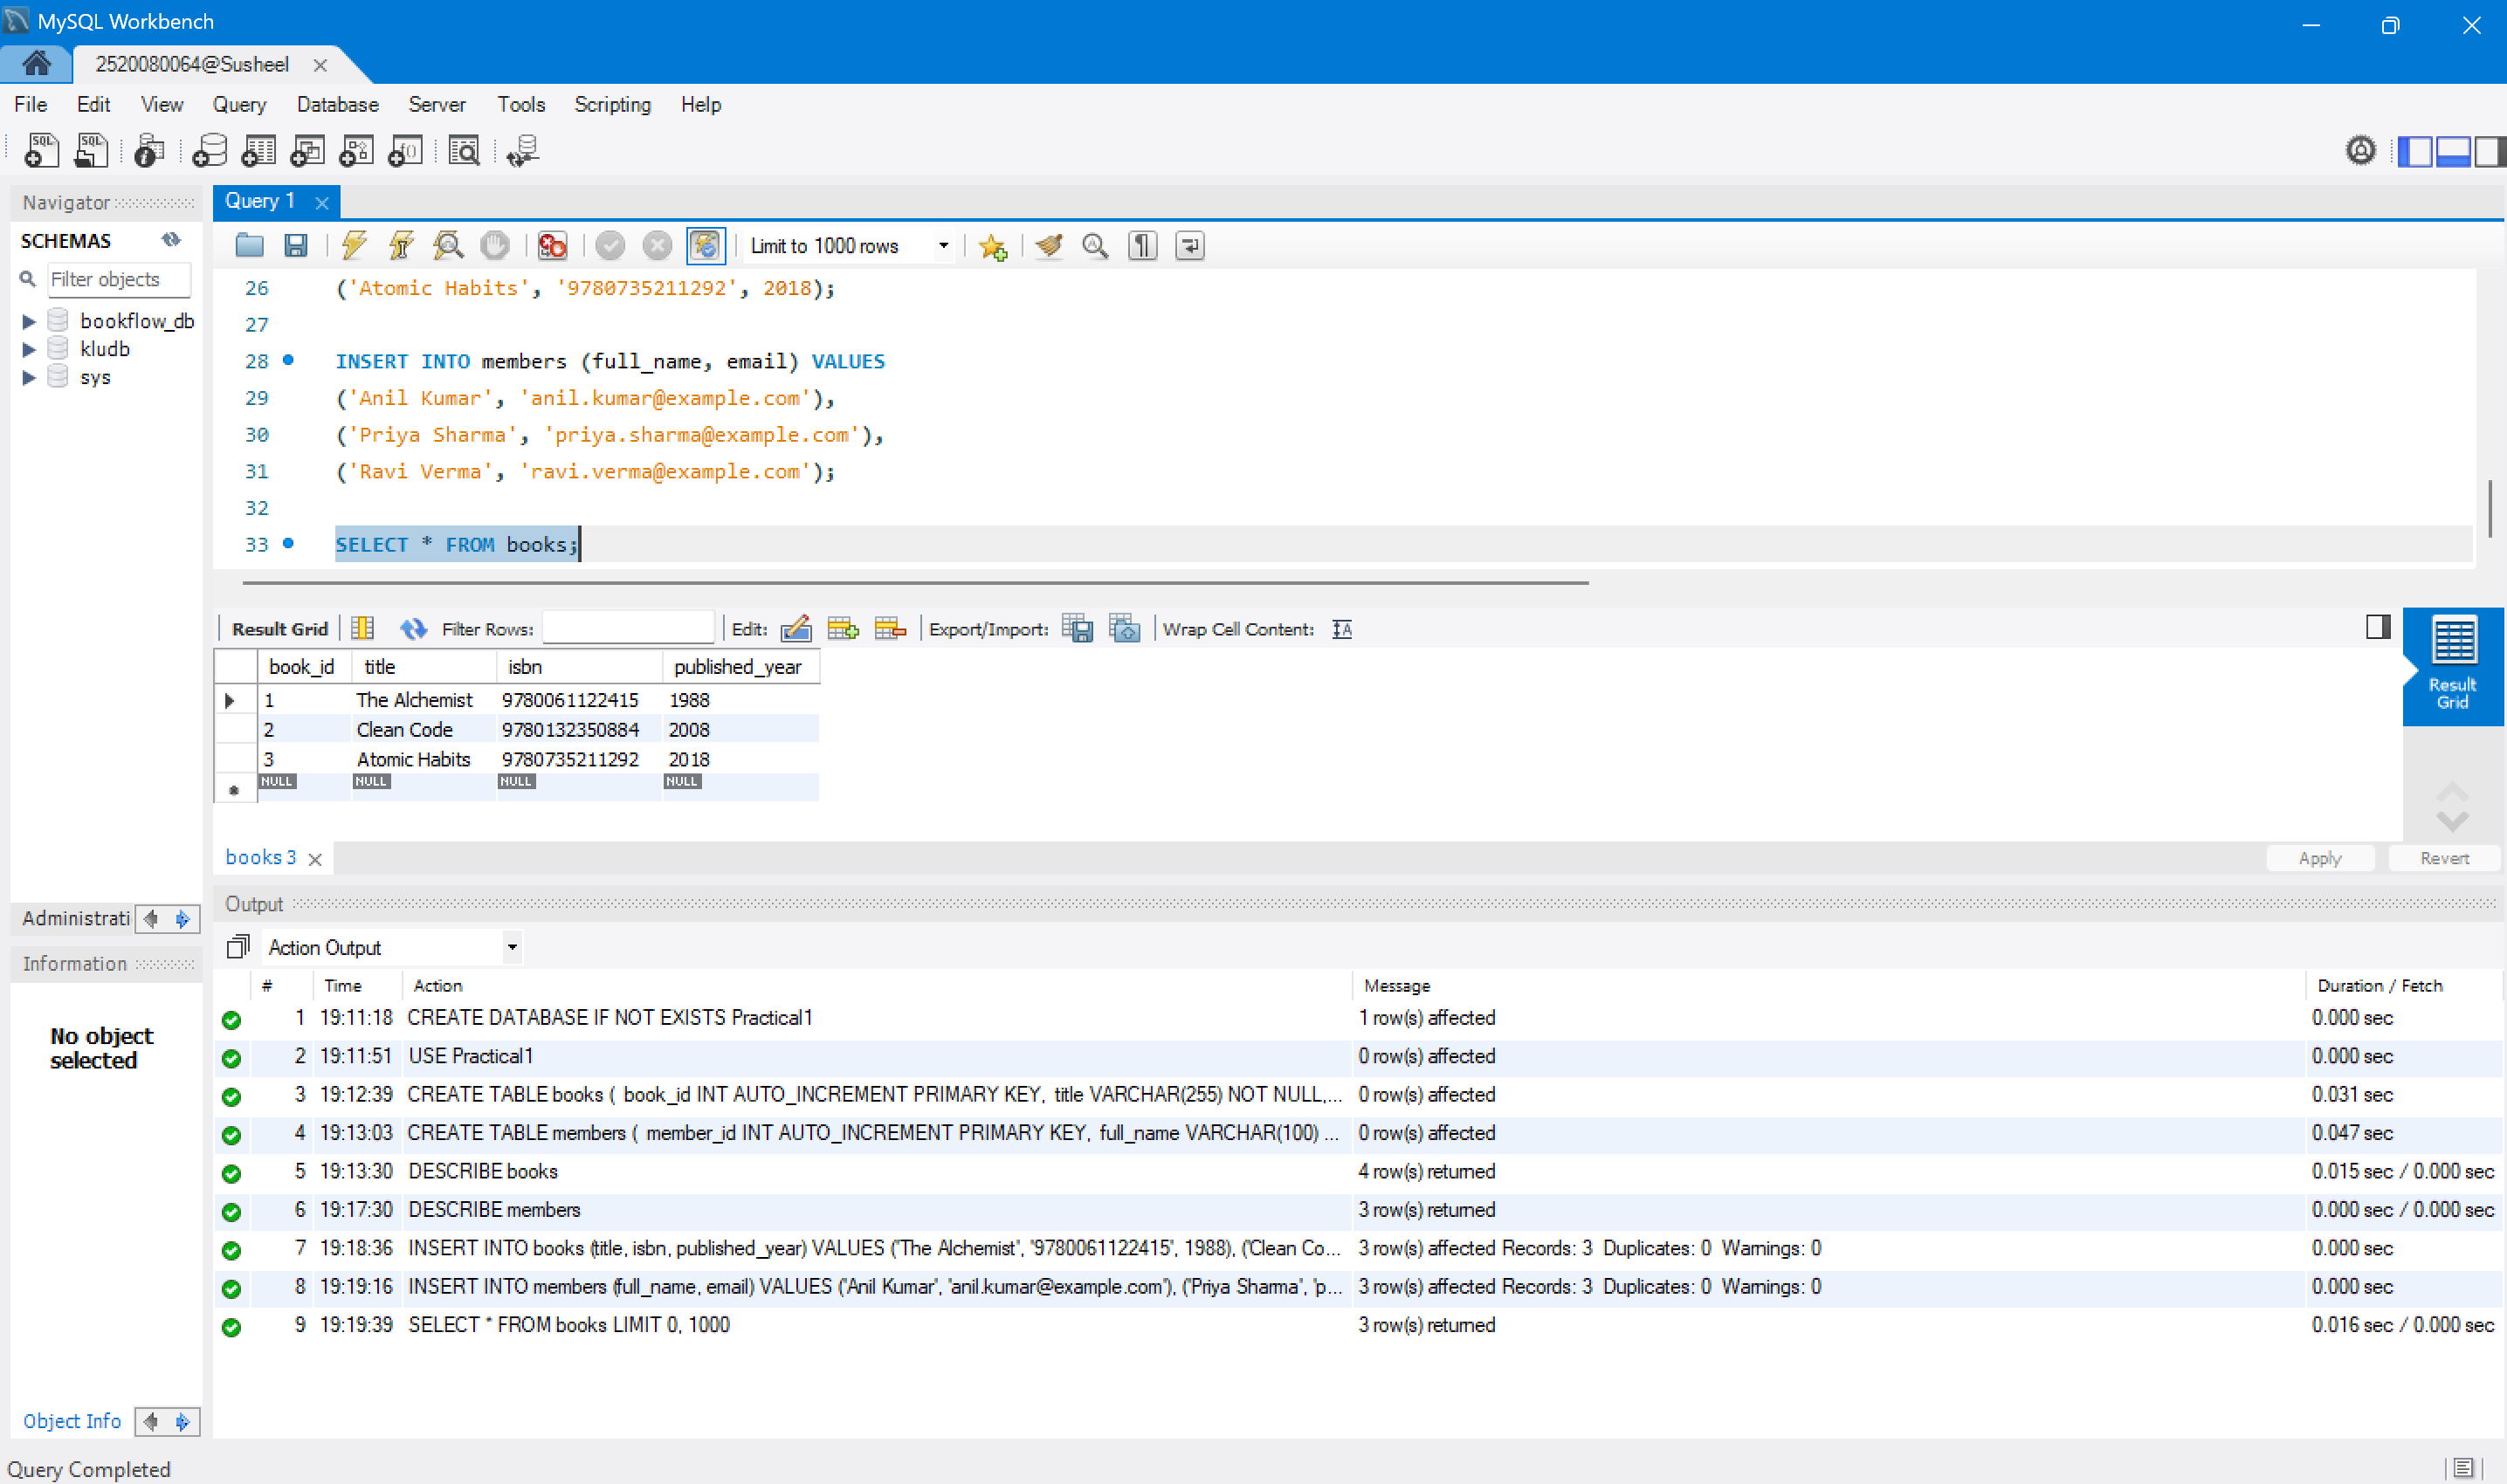 MySQL Workbench
2520080064@Susheel
File Edit View Query Database Server Tools Scripting Help
Navigator
SCHEMAS
Filter objects
bookflow_db
kludb
sys
Administrati
Information
No object
selected
Object Info
Query 1
Limit to 1000 rows
26 ('Atomic Habits', '9780735211292', 2018);
27
28 INSERT INTO members (full_name, email) VALUES
29 ('Anil Kumar', 'anil.kumar@example.com'),
30 ('Priya Sharma', 'priya.sharma@example.com'),
31 ('Ravi Verma', 'ravi.verma@example.com');
32
33 SELECT * FROM books;
Result Grid Filter Rows: Edit: Export/Import: Wrap Cell Content:
book_id title isbn published_year
1 The Alchemist 9780061122415 1988
2 Clean Code 9780132350884 2008
3 Atomic Habits 9780735211292 2018
NULL NULL NULL NULL
Result
Grid
books 3
Apply Revert
Output
Action Output
# Time Action Message Duration / Fetch
1 19:11:18 CREATE DATABASE IF NOT EXISTS Practical1 1 row(s) affected 0.000 sec
2 19:11:51 USE Practical1 0 row(s) affected 0.000 sec
3 19:12:39 CREATE TABLE books ( book_id INT AUTO_INCREMENT PRIMARY KEY, title VARCHAR(255) NOT NULL,... 0 row(s) affected 0.031 sec
4 19:13:03 CREATE TABLE members ( member_id INT AUTO_INCREMENT PRIMARY KEY, full_name VARCHAR(100) ... 0 row(s) affected 0.047 sec
5 19:13:30 DESCRIBE books 4 row(s) returned 0.015 sec / 0.000 sec
6 19:17:30 DESCRIBE members 3 row(s) returned 0.000 sec / 0.000 sec
7 19:18:36 INSERT INTO books (title, isbn, published_year) VALUES ('The Alchemist', '9780061122415', 1988), ('Clean Co... 3 row(s) affected Records: 3 Duplicates: 0 Warnings: 0 0.000 sec
8 19:19:16 INSERT INTO members (full_name, email) VALUES ('Anil Kumar', 'anil.kumar@example.com'), ('Priya Sharma', 'p... 3 row(s) affected Records: 3 Duplicates: 0 Warnings: 0 0.000 sec
9 19:19:39 SELECT * FROM books LIMIT 0, 1000 3 row(s) returned 0.016 sec / 0.000 sec
Query Completed